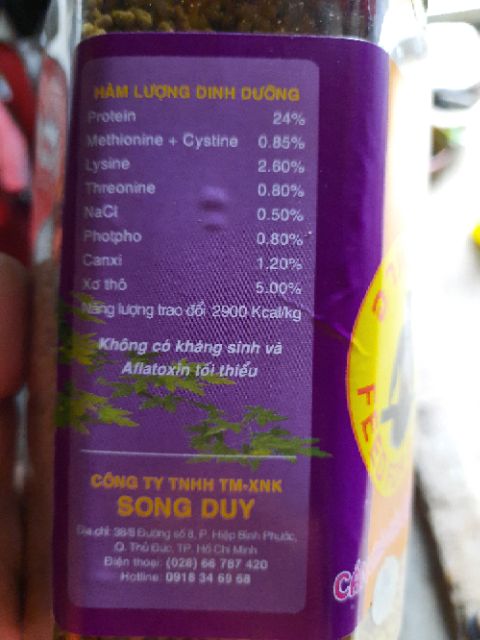 HÀM LƯỢNG DINH DƯỠNG
Protein 24%
Methionine + Cystine 0.85%
Lysine 2.60%
Threonine 0.80%
NaCl 0.50%
Photpho 0.80%
Canxi 1.20%
Xơ thô 5.00%
Năng lượng trao đổi 2900 Kcal/kg
Không có kháng sinh và
Aflatoxin tối thiểu
CÔNG TY TNHH TM-XNK
SONG DUY
Địa chỉ: 38/8 Đường số 8, P. Hiệp Bình Phước,
Q. Thủ Đức, TP. Hồ Chí Minh
Điện thoại: (028) 66 787 420
Hotline: 0918 34 69 68
4